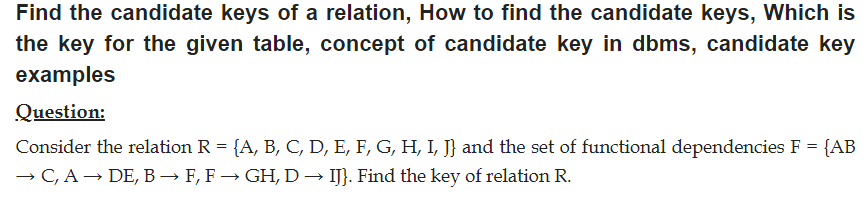 Find the candidate keys of a relation, How to find the candidate keys, Which is
the key for the given table, concept of candidate key in dbms, candidate key
examples
Question:
Consider the relation R = {A, B, C, D, E, F, G, H, I, J} and the set of functional dependencies F = {AB
→ C, A → DE, B → F, F → GH, D → IJ}. Find the key of relation R.